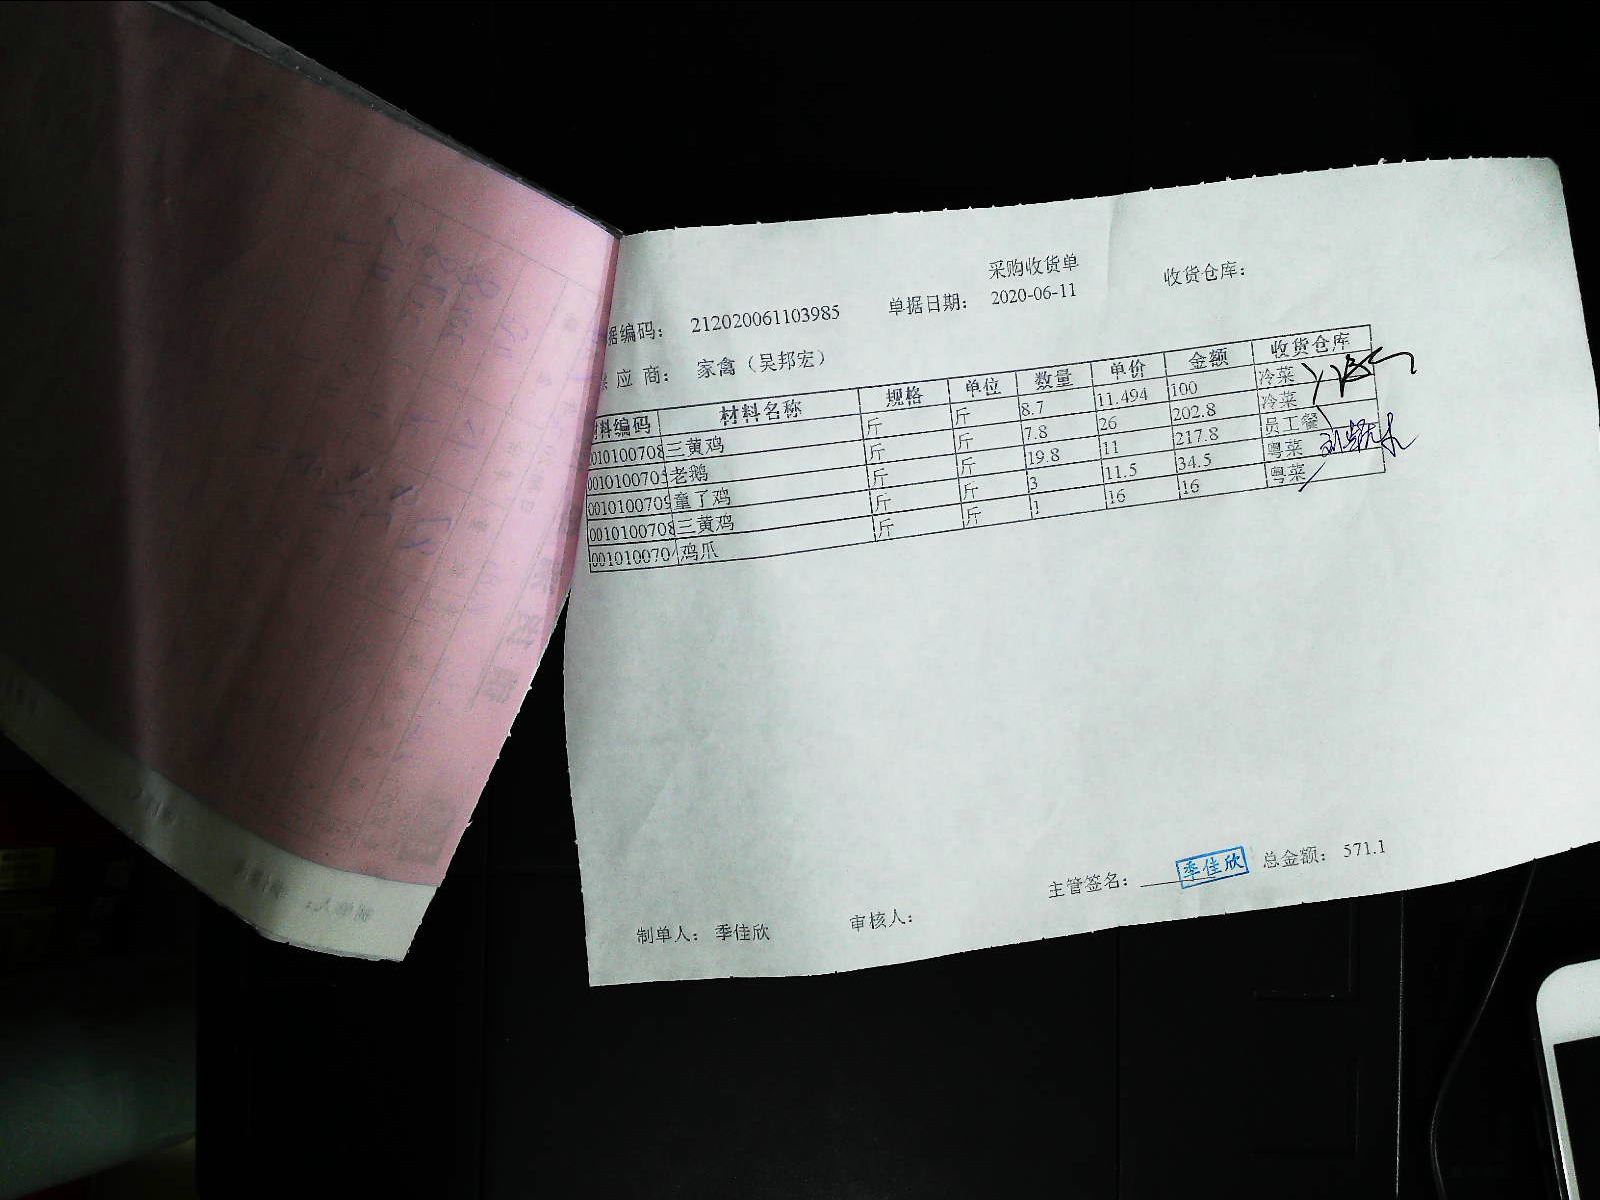 采购收货单
据编码： 212020061103985 单据日期： 2020-06-11 收货仓库：
应 商： 家禽（吴邦宏）
料编码 材料名称 规格 单位 数量 单价 金额 收货仓库
0010100708 三黄鸡 斤 斤 8.7 11.494 100 冷菜
001010070 老鹅 斤 斤 7.8 26 202.8 冷菜
0010100709 童了鸡 斤 斤 19.8 11 217.8 员工餐
0010100708 三黄鸡 斤 斤 3 11.5 34.5 粤菜
001010070 鸡爪 斤 斤 1 16 16 粤菜
主管签名： 季佳欣 总金额： 571.1
制单人： 季佳欣 审核人：